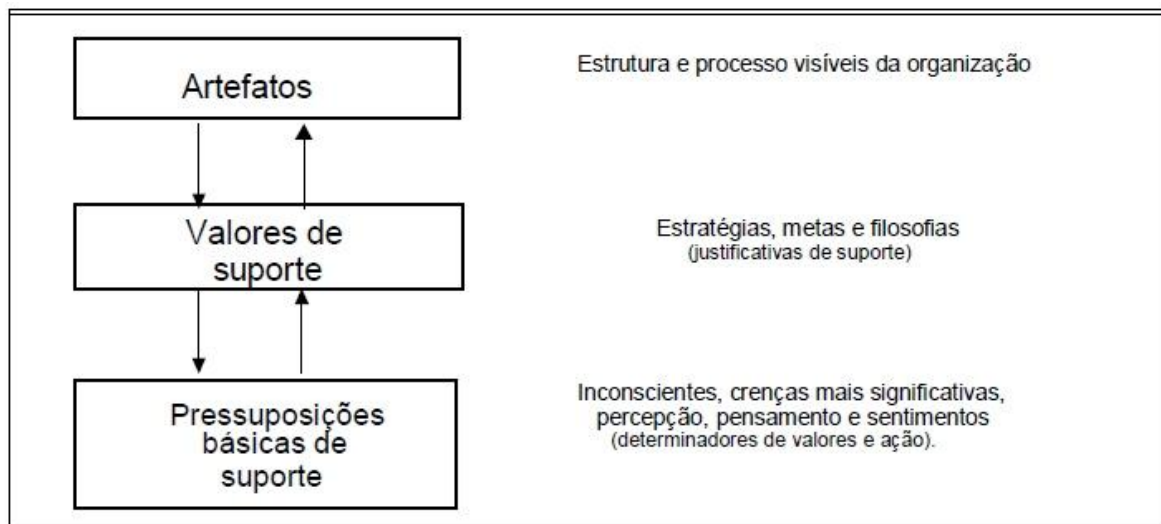 Artefatos
Estrutura e processo visíveis da organização
Valores de
suporte
Estratégias, metas e filosofias
(justificativas de suporte)
Pressuposições
básicas de
suporte
Inconscientes, crenças mais significativas,
percepção, pensamento e sentimentos
(determinadores de valores e ação).